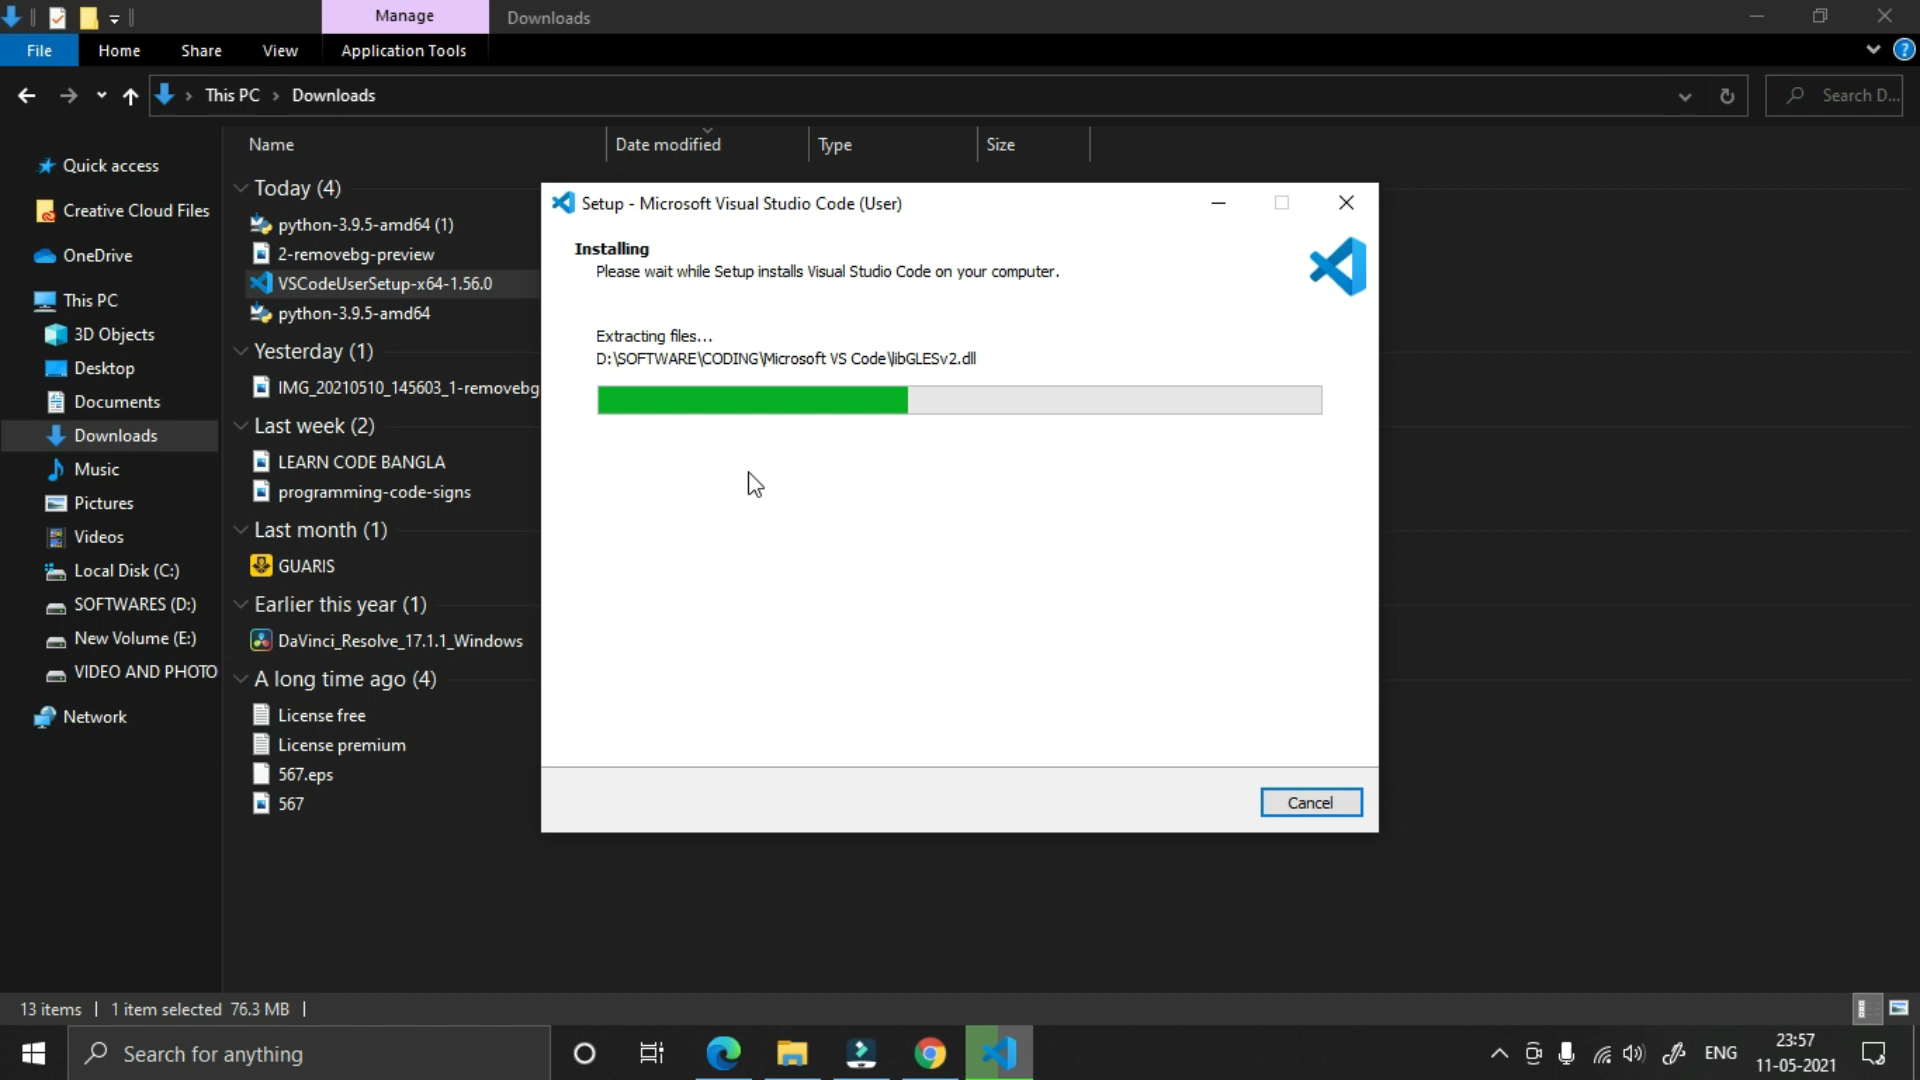 Manage
Downloads
File
Home
Share
View
Application Tools
This PC
Downloads
Search D...
Name
Date modified
Type
Size
Quick access
Creative Cloud Files
OneDrive
This PC
3D Objects
Desktop
Documents
Downloads
Music
Pictures
Videos
Local Disk (C:)
SOFTWARES (D:)
New Volume (E:)
VIDEO AND PHOTO
Network
Today (4)
python-3.9.5-amd64 (1)
2-removebg-preview
VSCodeUserSetup-x64-1.56.0
python-3.9.5-amd64
Yesterday (1)
IMG_20210510_145603_1-removebg
Last week (2)
LEARN CODE BANGLA
programming-code-signs
Last month (1)
GUARIS
Earlier this year (1)
DaVinci_Resolve_17.1.1_Windows
A long time ago (4)
License free
License premium
567.eps
567
Setup - Microsoft Visual Studio Code (User)
Installing
Please wait while Setup installs Visual Studio Code on your computer.
Extracting files...
D:\SOFTWARE\CODING\Microsoft VS Code\libGLESv2.dll
Cancel
13 items
1 item selected 76.3 MB
Search for anything
ENG
23:57
11-05-2021